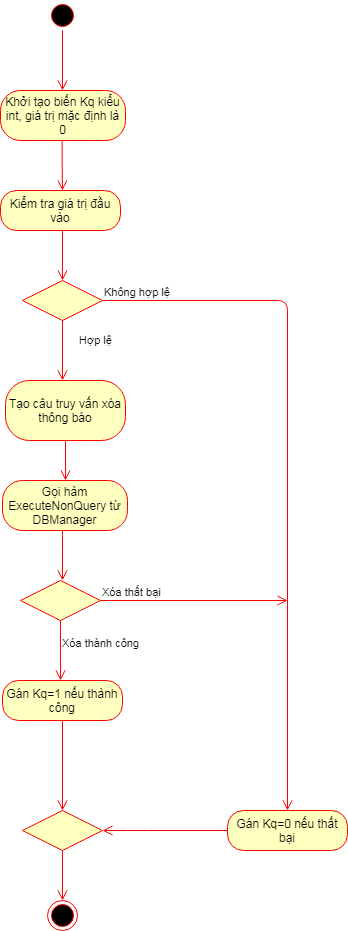 Khởi tạo biến Kq kiểu
int, giá trị mặc định là
0
Kiểm tra giá trị đầu
vào
Không hợp lệ
Hợp lệ
Tạo câu truy vấn xóa
thông báo
Gọi hàm
ExecuteNonQuery từ
DBManager
Xóa thất bại
Xóa thành công
Gán Kq=1 nếu thành
công
Gán Kq=0 nếu thất
bại